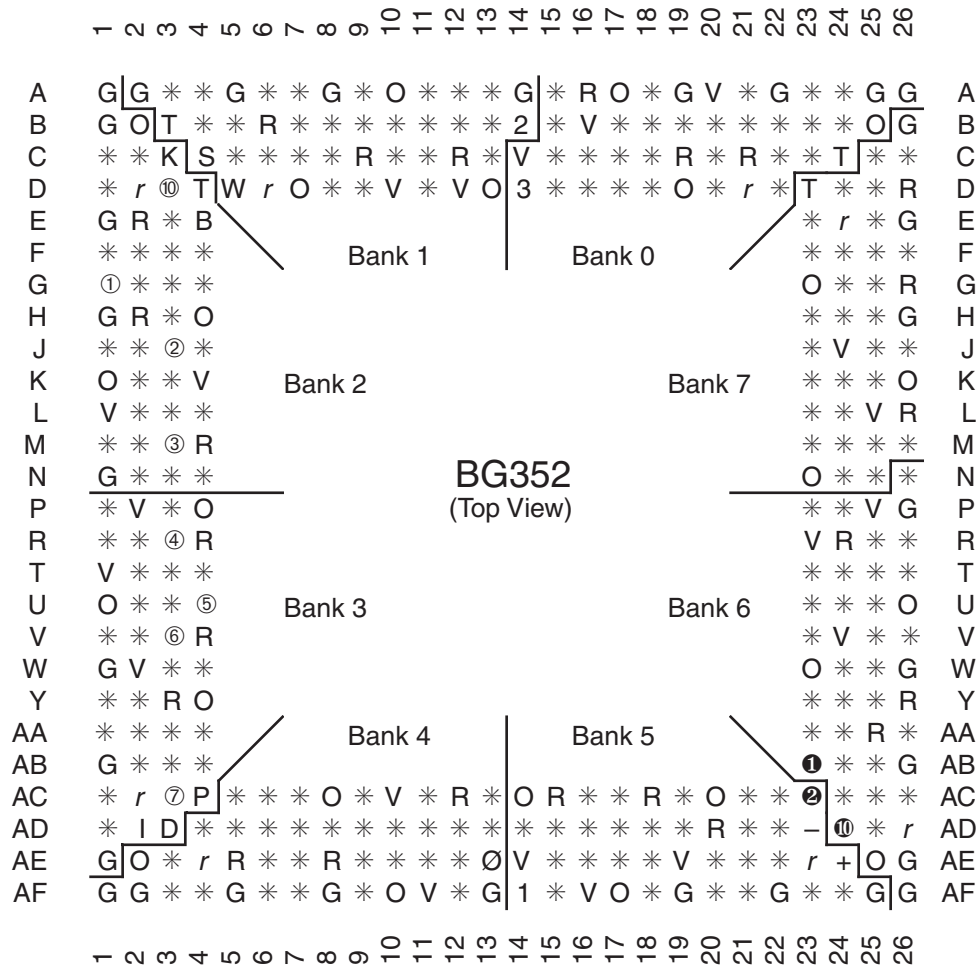 1 2 3 4 5 6 7 8 9 10 11 12 13 14 15 16 17 18 19 20 21 22 23 24 25 26
A G G ✳ ✳ G ✳ ✳ G ✳ O ✳ ✳ ✳ G ✳ R O ✳ G V ✳ G ✳ ✳ G G A
B G O T ✳ ✳ R ✳ ✳ ✳ ✳ ✳ ✳ ✳ 2 ✳ V ✳ ✳ ✳ ✳ ✳ ✳ ✳ ✳ O G B
C ✳ ✳ K S ✳ ✳ ✳ ✳ R ✳ ✳ R ✳ V ✳ ✳ ✳ ✳ R ✳ R ✳ ✳ T ✳ ✳ C
D ✳ r ⑩ T W r O ✳ ✳ V ✳ V O 3 ✳ ✳ ✳ ✳ O ✳ r ✳ T ✳ ✳ R D
E G R ✳ B ✳ r ✳ G E
F ✳ ✳ ✳ ✳ Bank 1 Bank 0 ✳ ✳ ✳ ✳ F
G ① ✳ ✳ ✳ O ✳ ✳ R G
H G R ✳ O ✳ ✳ ✳ G H
J ✳ ✳ ② ✳ ✳ V ✳ ✳ J
K O ✳ ✳ V Bank 2 Bank 7 ✳ ✳ ✳ O K
L V ✳ ✳ ✳ ✳ ✳ V R L
M ✳ ✳ ③ R ✳ ✳ ✳ ✳ M
N G ✳ ✳ ✳ BG352 O ✳ ✳ ✳ N
P ✳ V ✳ O (Top View) ✳ ✳ V G P
R ✳ ✳ ④ R V R ✳ ✳ R
T V ✳ ✳ ✳ ✳ ✳ ✳ ✳ T
U O ✳ ✳ ⑤ Bank 3 Bank 6 ✳ ✳ ✳ O U
V ✳ ✳ ⑥ R ✳ V ✳ ✳ V
W G V ✳ ✳ O ✳ ✳ G W
Y ✳ ✳ R O ✳ ✳ ✳ R Y
AA ✳ ✳ ✳ ✳ Bank 4 Bank 5 ✳ ✳ R ✳ AA
AB G ✳ ✳ ✳ ❶ ✳ ✳ G AB
AC ✳ r ⑦ P ✳ ✳ ✳ O ✳ V ✳ R ✳ O R ✳ ✳ R ✳ O ✳ ✳ ❷ ✳ ✳ ✳ AC
AD ✳ I D ✳ ✳ ✳ ✳ ✳ ✳ ✳ ✳ ✳ ✳ ✳ ✳ ✳ ✳ ✳ ✳ R ✳ ✳ – ❿ ✳ r AD
AE G O ✳ r R ✳ ✳ R ✳ ✳ ✳ ✳ Ø V ✳ ✳ ✳ ✳ V ✳ ✳ ✳ r + O G AE
AF G G ✳ ✳ G ✳ ✳ G ✳ O V ✳ G 1 ✳ V O ✳ G ✳ ✳ G ✳ ✳ G G AF
1 2 3 4 5 6 7 8 9 10 11 12 13 14 15 16 17 18 19 20 21 22 23 24 25 26